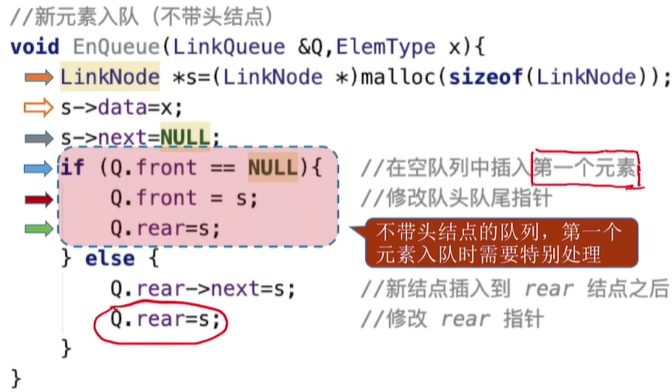 //新元素入队（不带头结点）
void EnQueue(LinkQueue &Q,ElemType x){
LinkNode *s=(LinkNode *)malloc(sizeof(LinkNode));
s->data=x;
s->next=NULL;
if (Q.front == NULL){ //在空队列中插入第一个元素
Q.front = s; //修改队头队尾指针
Q.rear=s;
不带头结点的队列，第一个
元素入队时需要特别处理
} else {
Q.rear->next=s; //新结点插入到 rear 结点之后
Q.rear=s; //修改 rear 指针
}
}